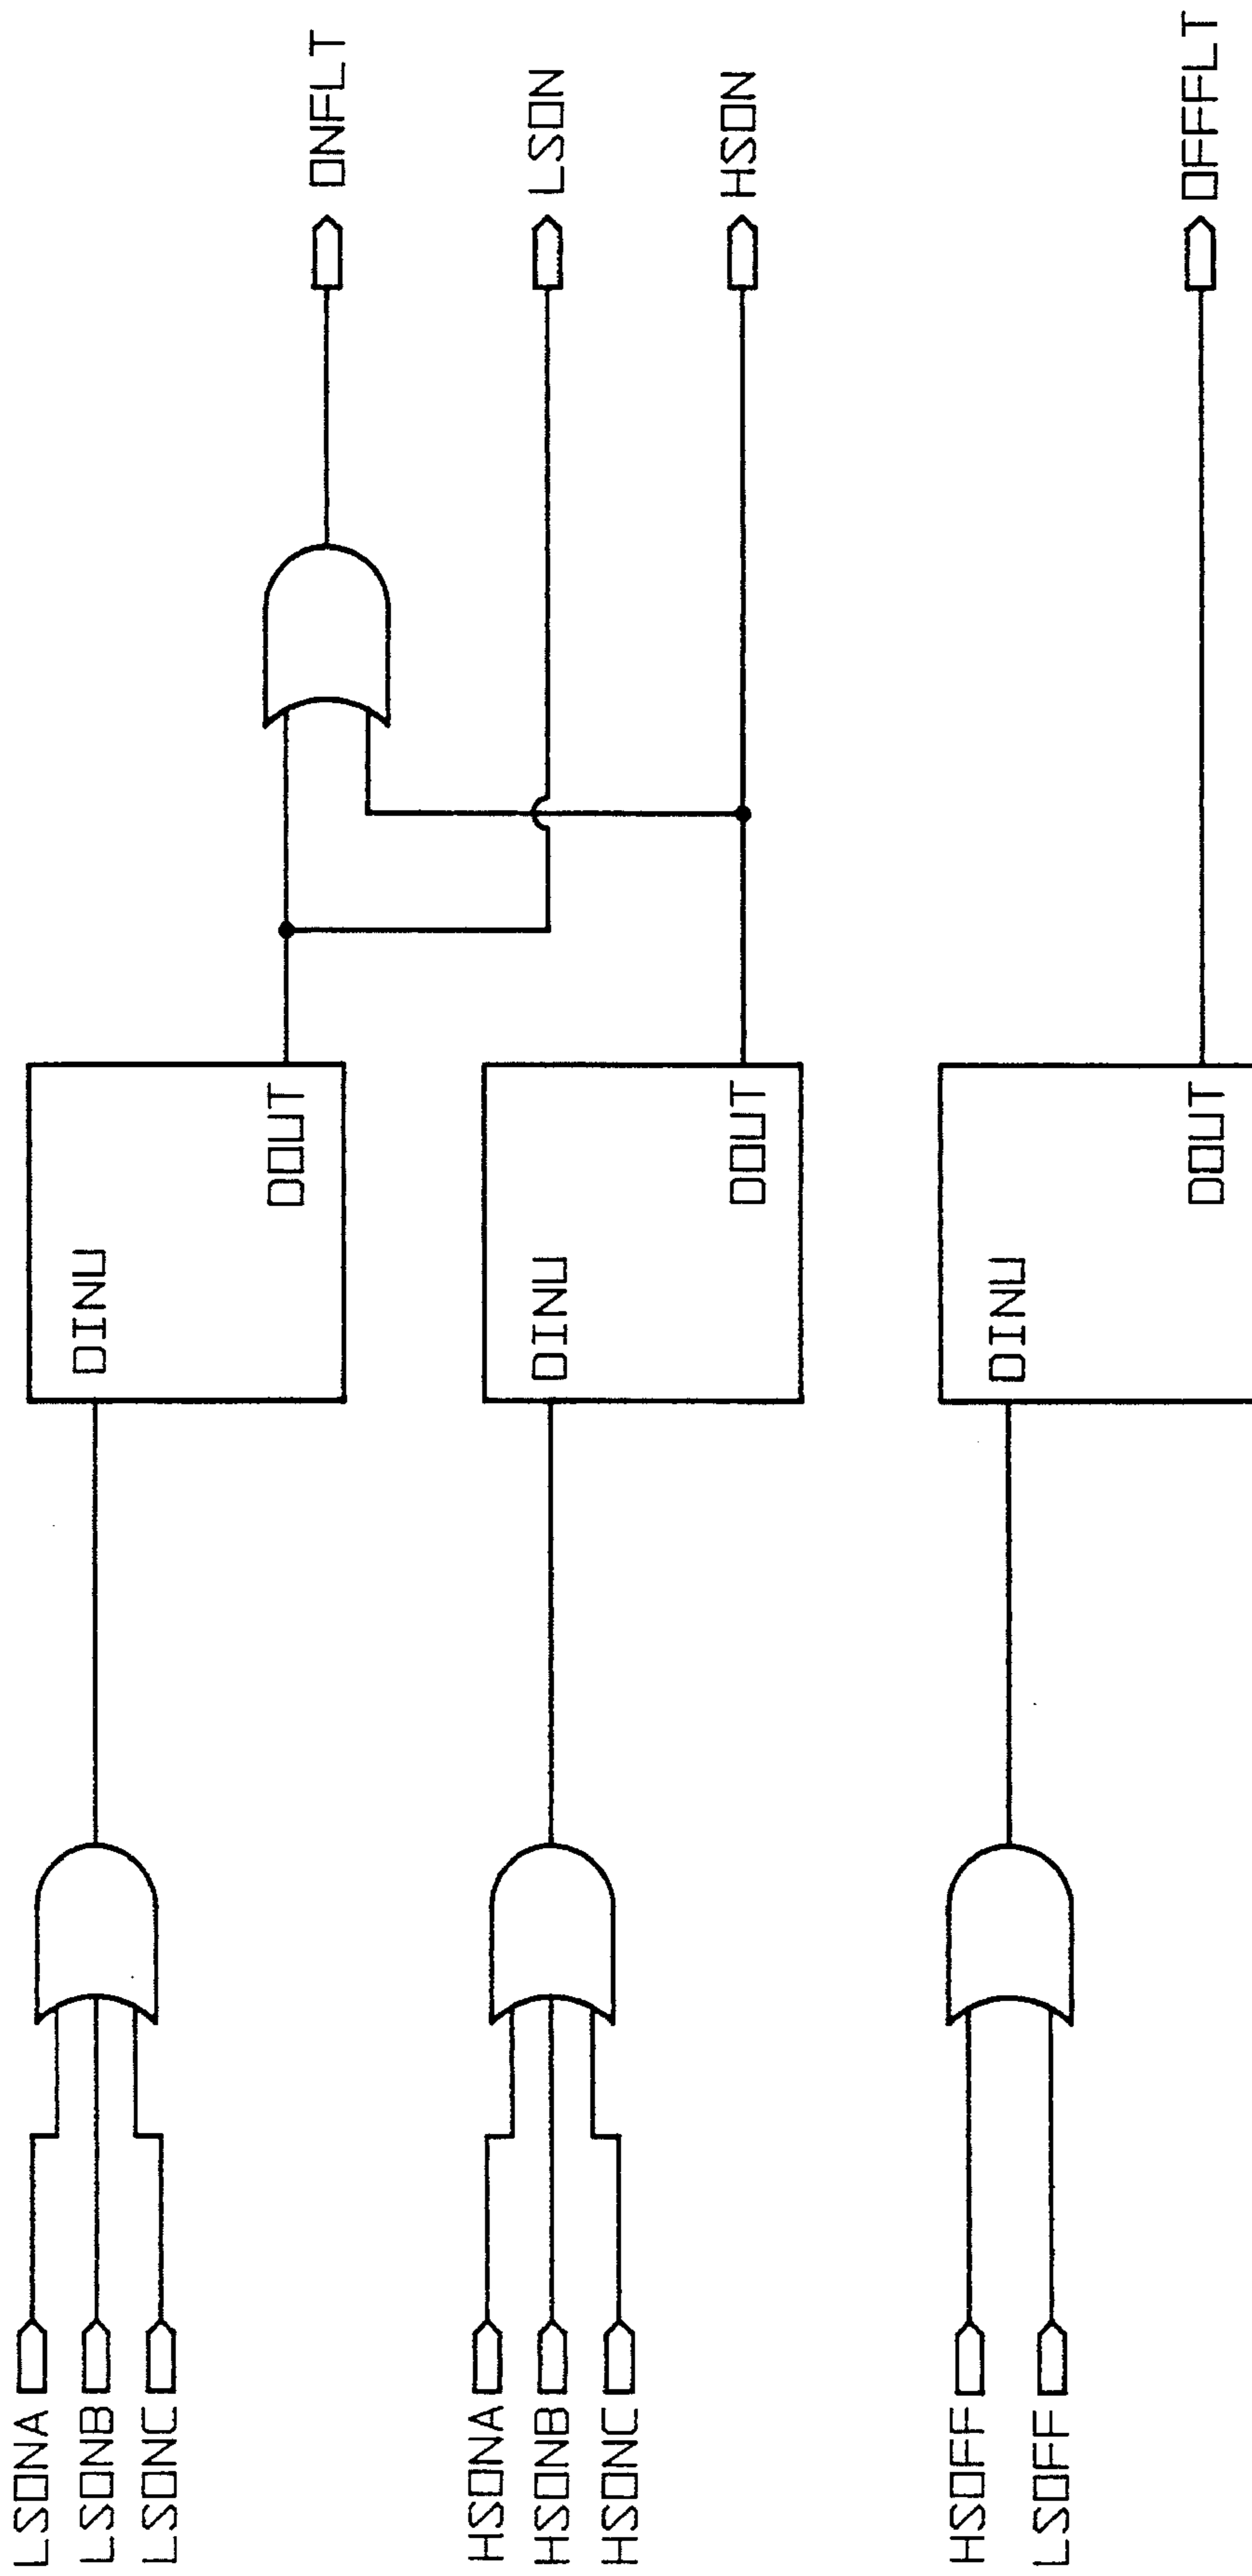 LSONA
LSONB
LSONC
DINU
DOUT
ONFLT
LSON
HSONA
HSONB
HSONC
DINU
DOUT
HSON
HSOFF
LSOFF
DINU
DOUT
OFFFLT